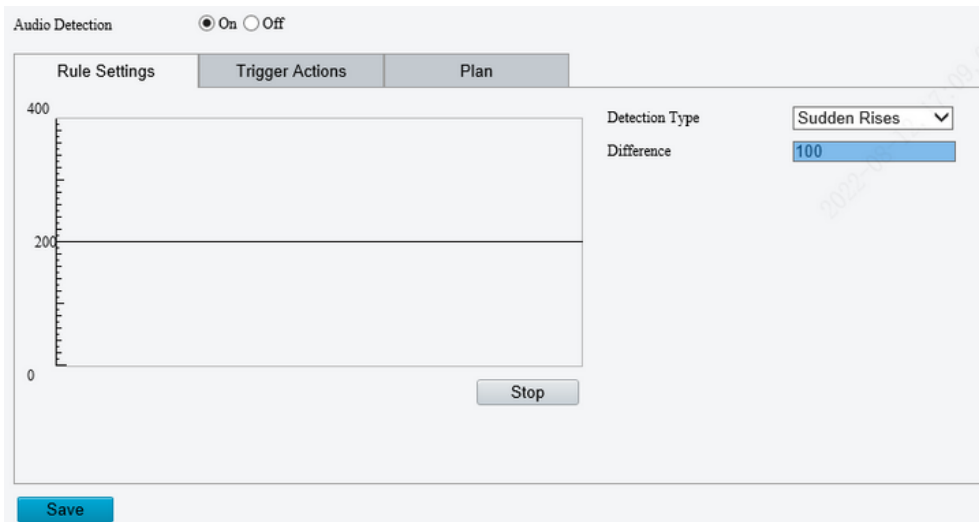 Audio Detection On Off
Rule Settings Trigger Actions Plan
400
Detection Type Sudden Rises
Difference 100
200
0
Stop
Save